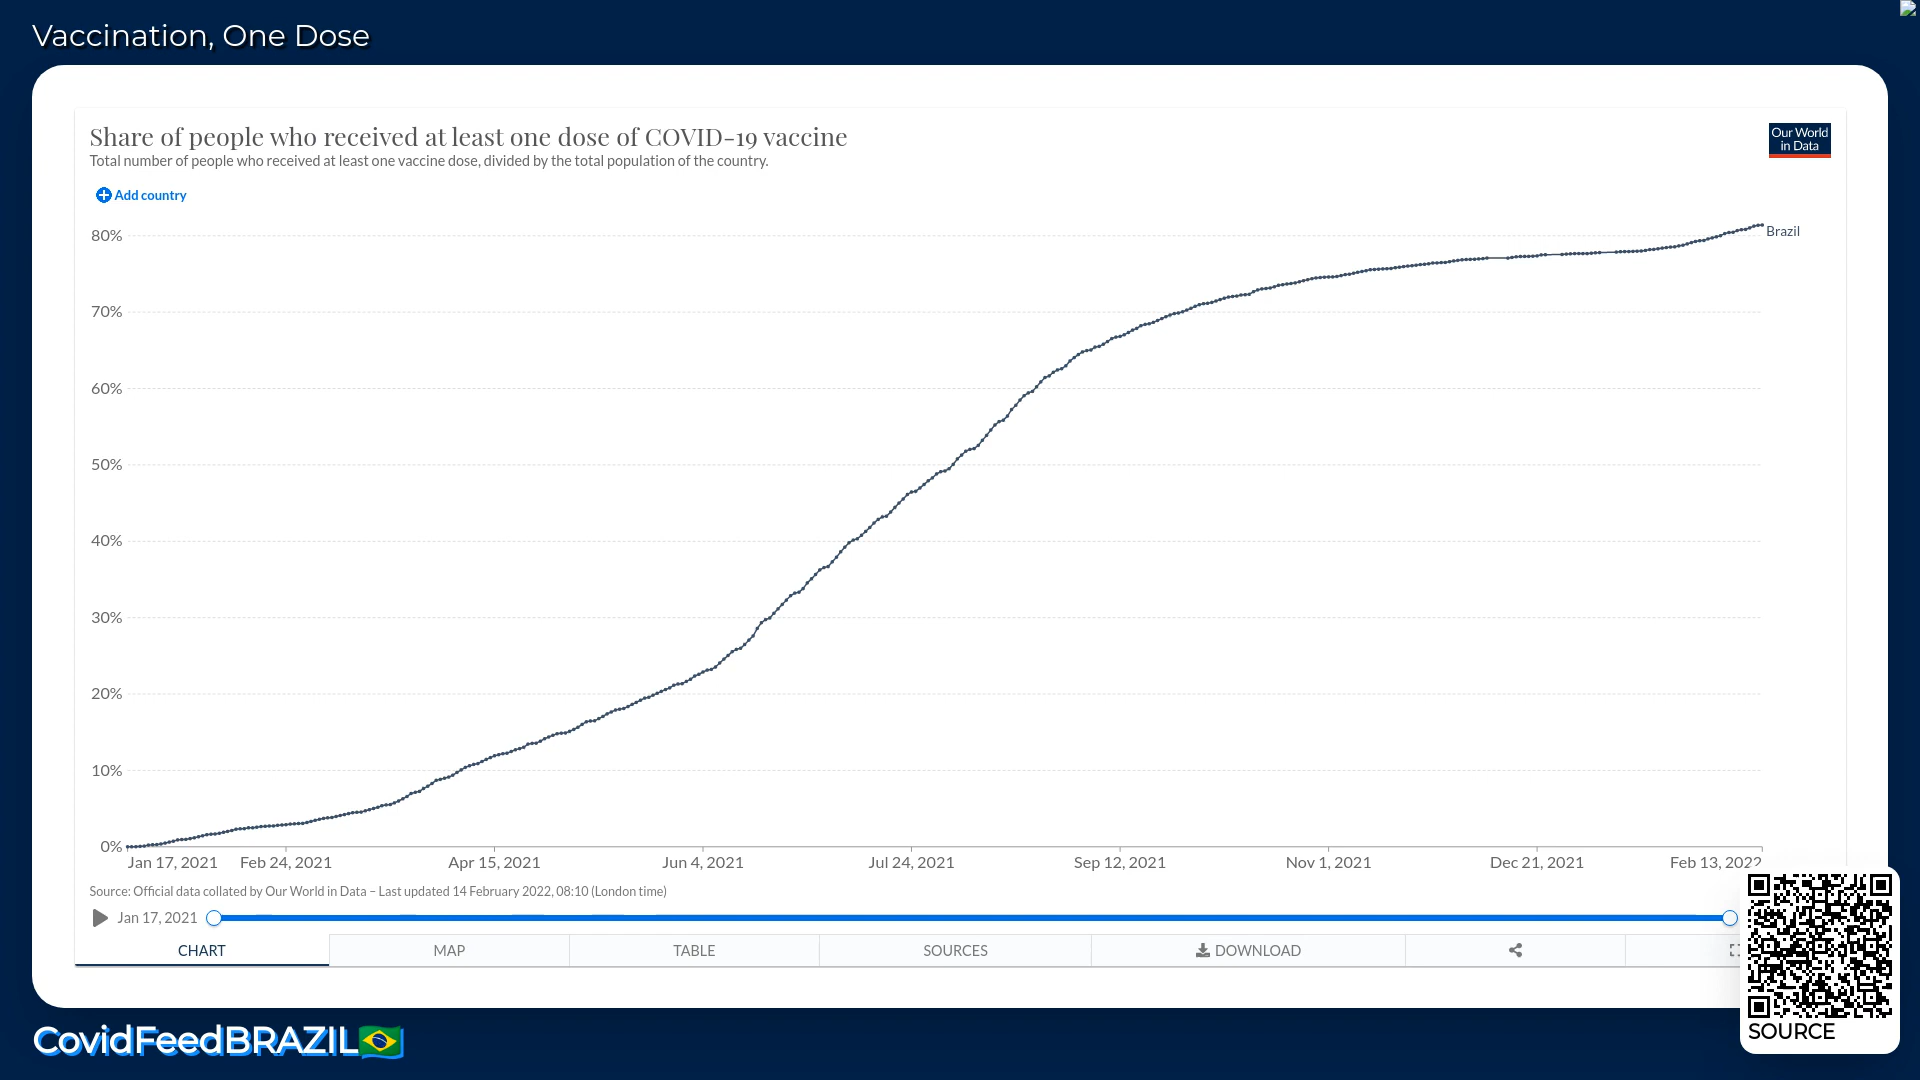 Vaccination, One Dose
Share of people who received at least one dose of COVID-19 vaccine
Total number of people who received at least one vaccine dose, divided by the total population of the country.
Our World
in Data
Add country
80%
Brazil
70%
60%
50%
40%
30%
20%
10%
0%
Jan 17, 2021 Feb 24, 2021 Apr 15, 2021 Jun 4, 2021 Jul 24, 2021 Sep 12, 2021 Nov 1, 2021 Dec 21, 2021 Feb 13, 2022
Source: Official data collated by Our World in Data – Last updated 14 February 2022, 08:10 (London time)
Jan 17, 2021
CHART MAP TABLE SOURCES DOWNLOAD
SOURCE
CovidFeedBRAZIL